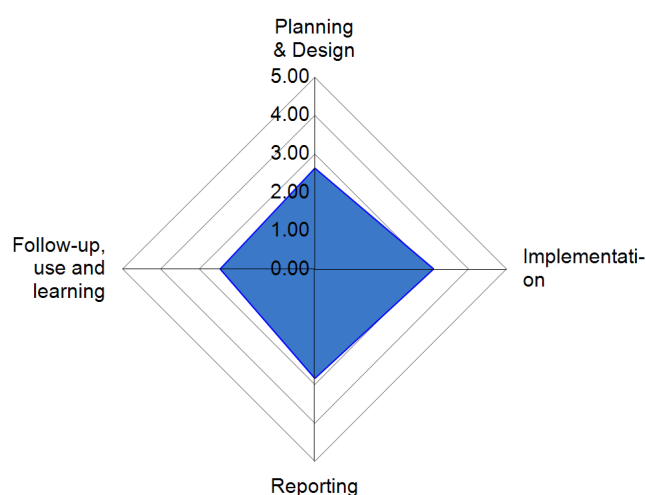 Planning
& Design
5.00
4.00
3.00
2.00
1.00
0.00
Follow-up,
use and
learning
Implementati-
on
Reporting